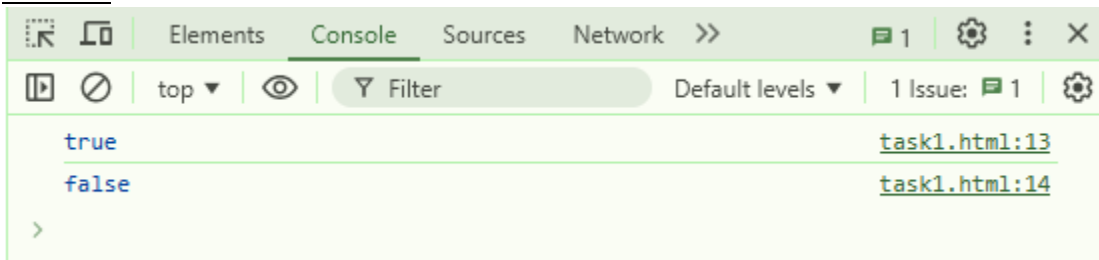 Elements Console Sources Network 1
top Filter Default levels 1 Issue: 1
true task1.html:13
false task1.html:14